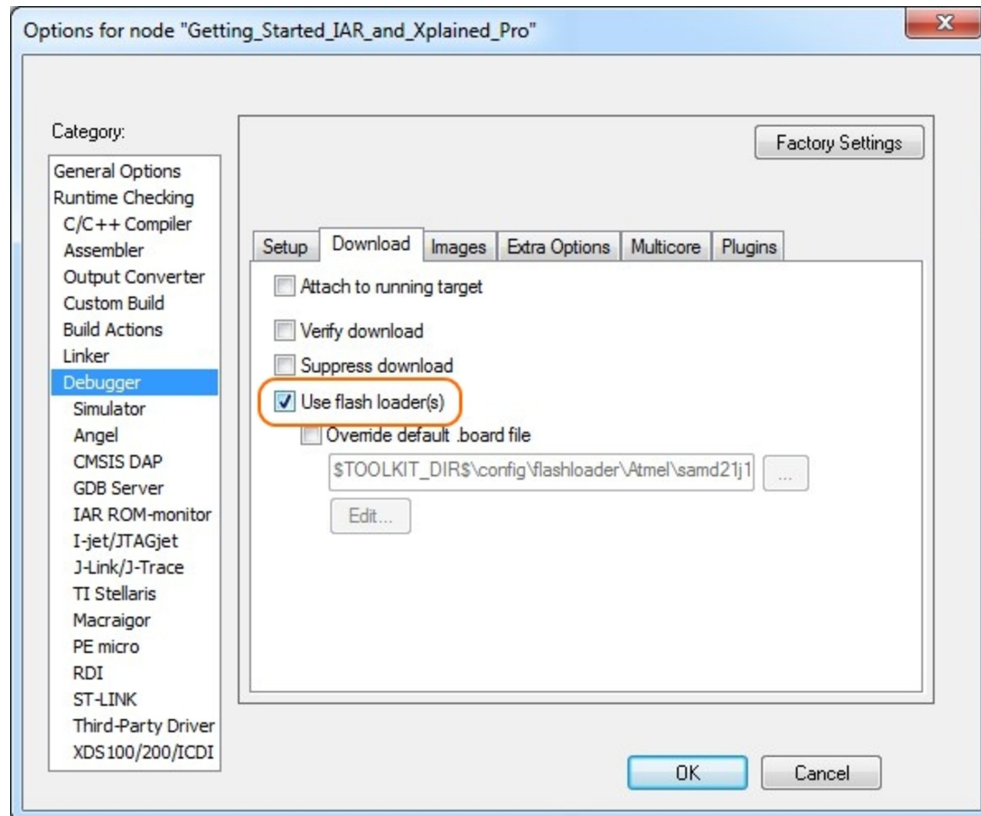 Options for node "Getting_Started_IAR_and_Xplained_Pro"
Category:
Factory Settings
General Options
Runtime Checking
C/C++ Compiler
Assembler
Output Converter
Custom Build
Build Actions
Linker
Debugger
Simulator
Angel
CMSIS DAP
GDB Server
IAR ROM-monitor
I-jet/JTAGjet
J-Link/J-Trace
TI Stellaris
Macraigor
PE micro
RDI
ST-LINK
Third-Party Driver
XDS100/200/ICDI
Setup Download Images Extra Options Multicore Plugins
Attach to running target
Verify download
Suppress download
Use flash loader(s)
Override default .board file
$TOOLKIT_DIR$\config\flashloader\Atmel\samd21j1 ...
Edit...
OK Cancel